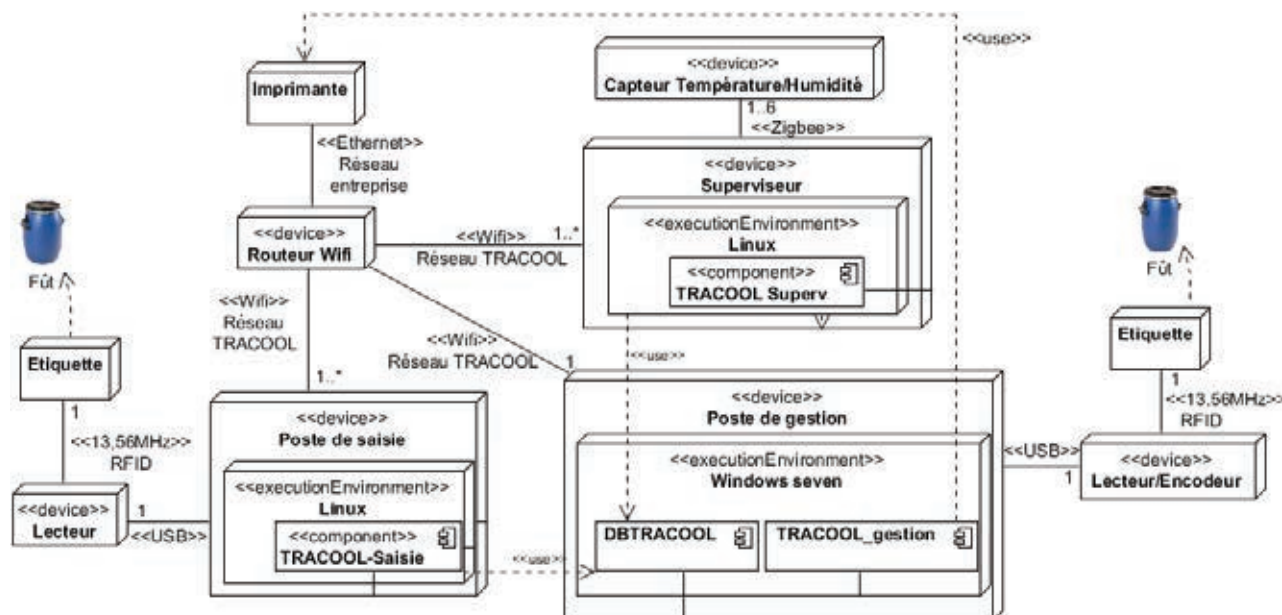 <<use>>
Imprimante
<<device>>
Capteur Température/Humidité
1..6
<<Zigbee>>
<<Ethernet>>
Réseau
entreprise
<<device>>
Superviseur
<<executionEnvironment>>
Linux
<<component>>
TRACOOL Superv
<<device>>
Routeur Wifi
<<Wifi>>
1..*
Réseau TRACOOL
Fût
Fût
<<Wifi>>
Réseau
TRACOOL
<<Wifi>>
Réseau TRACOOL
1
<<use>>
Etiquette
1
<<13,56MHz>>
RFID
<<device>>
Lecteur
1
<<USB>>
1..*
<<device>>
Poste de saisie
<<executionEnvironment>>
Linux
<<component>>
TRACOOL-Saisie
<<use>>
<<device>>
Poste de gestion
<<executionEnvironment>>
Windows seven
DBTRACOOL
TRACOOL_gestion
Etiquette
1
<<13,56MHz>>
RFID
<<USB>>
1
<<device>>
Lecteur/Encodeur